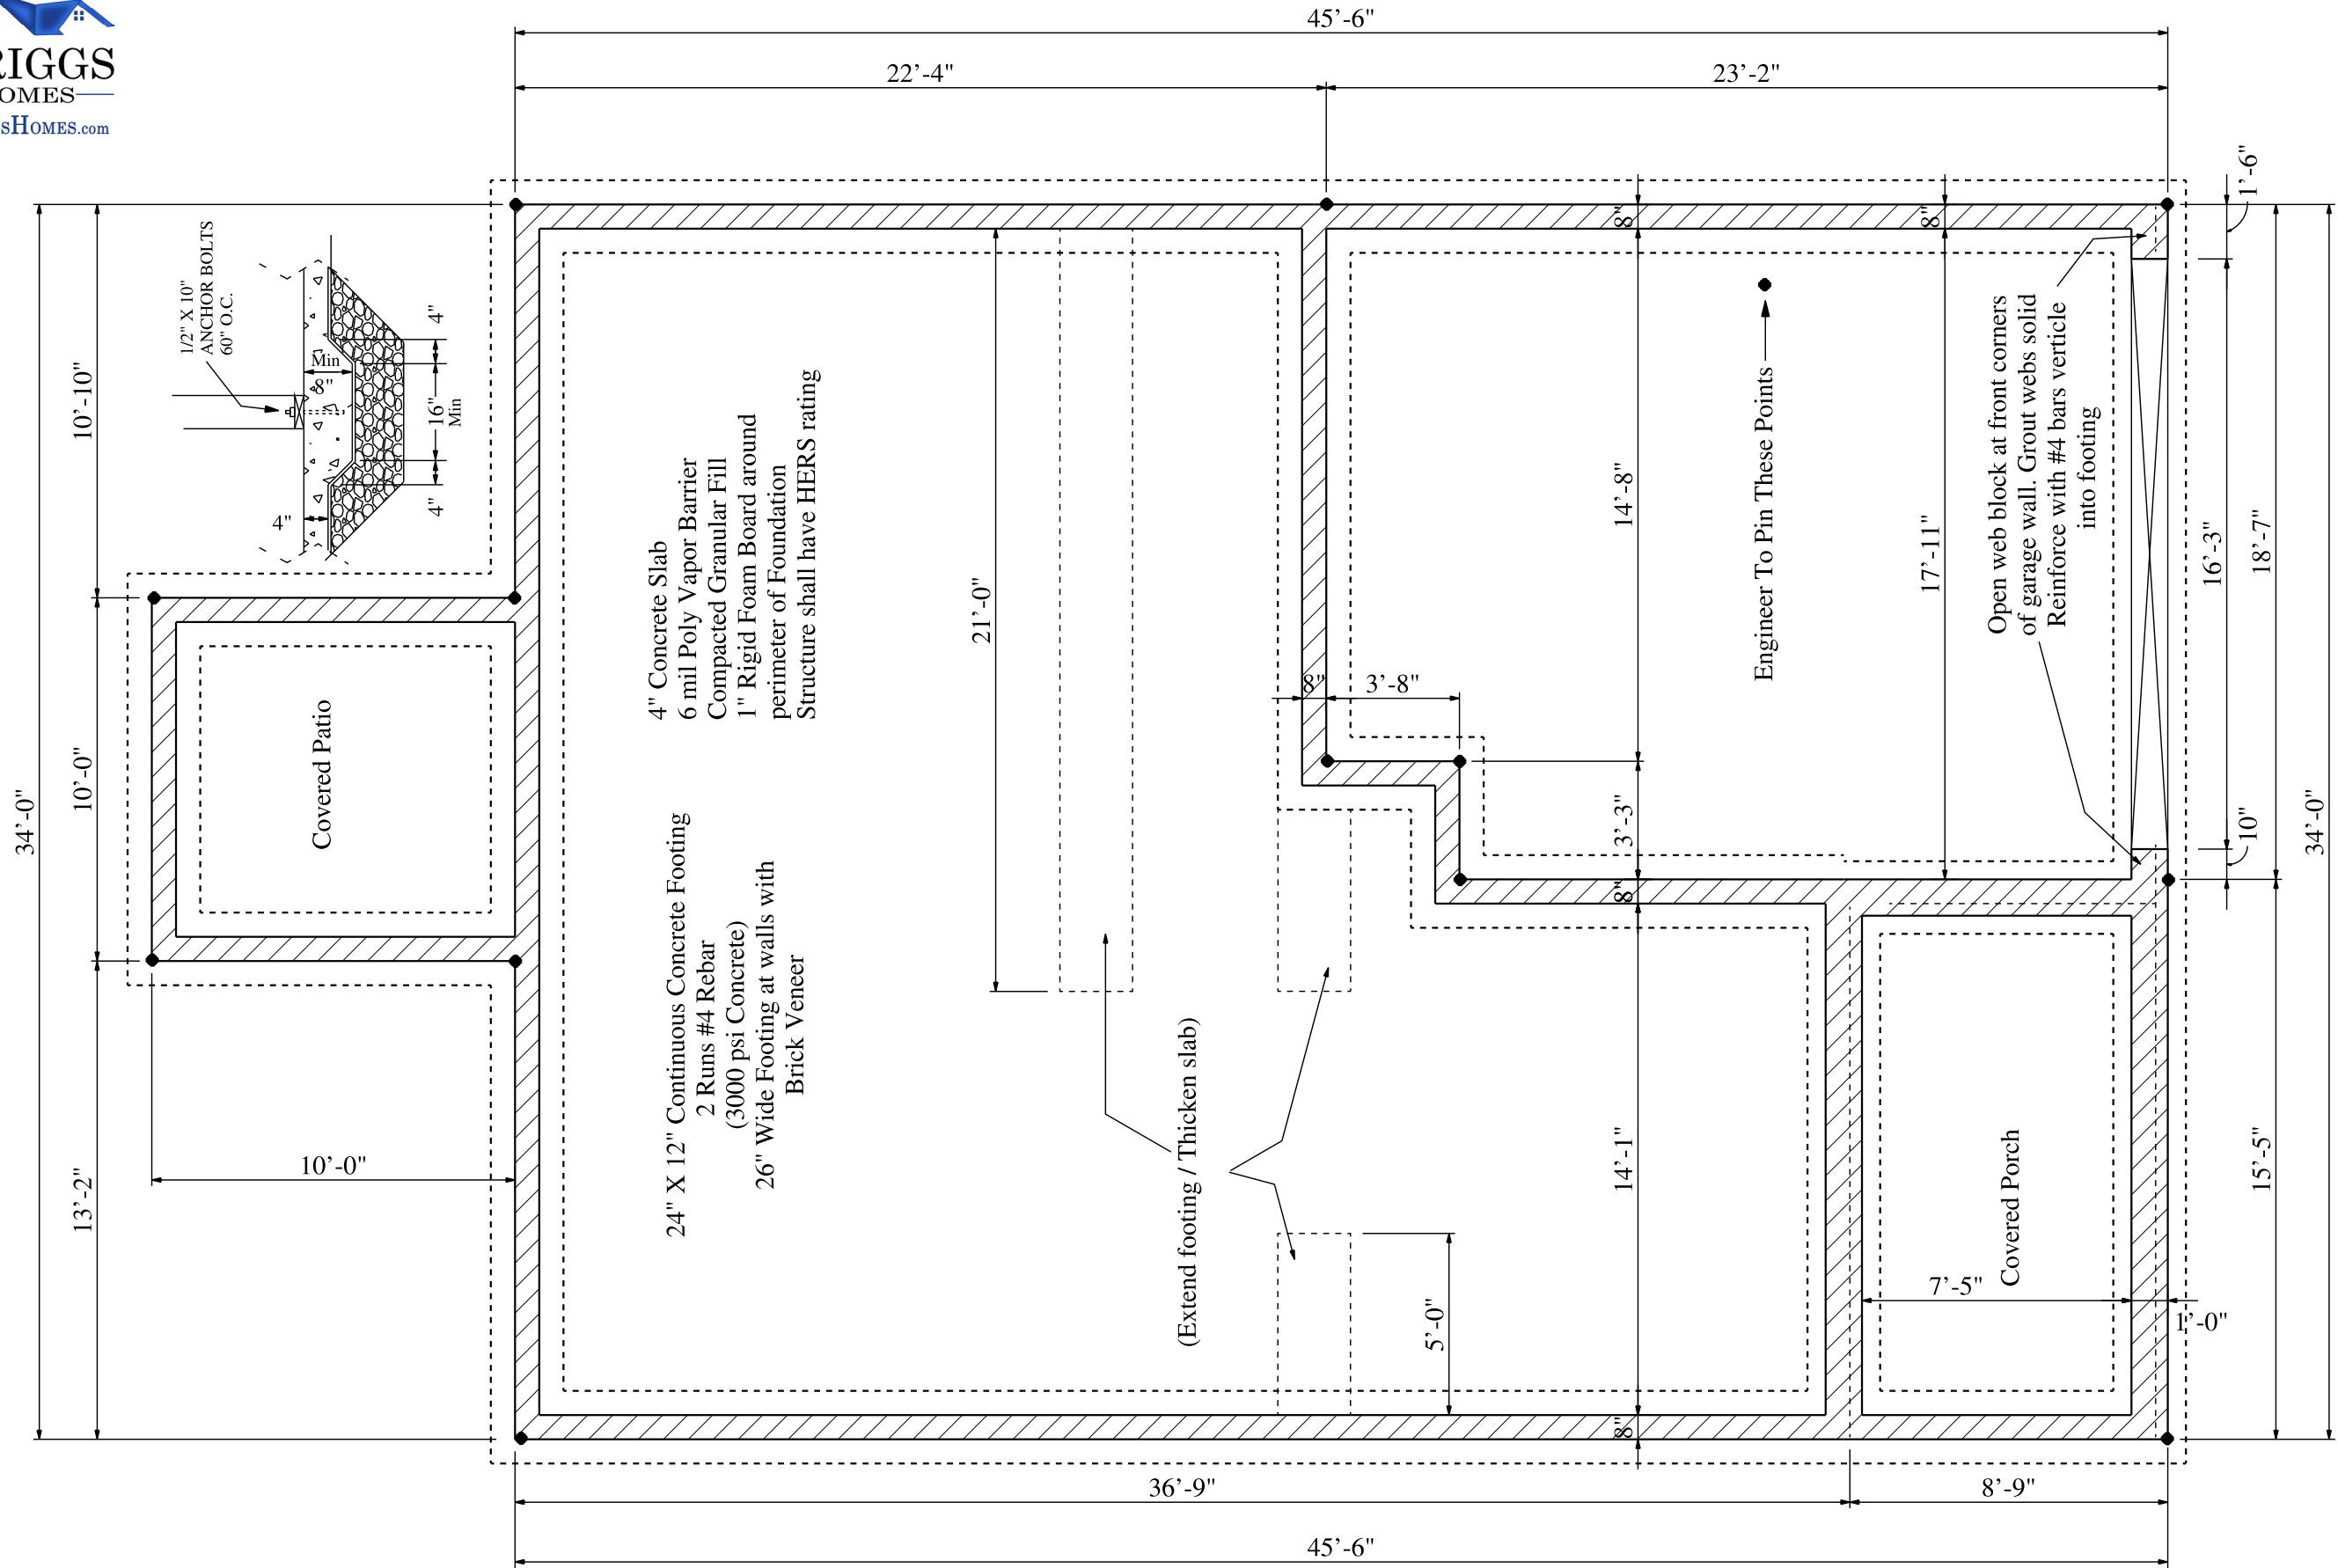 RIGGS
OMES
sHOMES.com
45'-6"
22'-4"
23'-2"
1'-6"
8"
8"
34'-0"
10'-10"
10'-0"
13'-2"
10'-0"
1/2" X 10"
ANCHOR BOLTS
60" O.C.
Min
8"
4"
4"
16"
Min
4"
Covered Patio
4" Concrete Slab
6 mil Poly Vapor Barrier
Compacted Granular Fill
1" Rigid Foam Board around
perimeter of Foundation
Structure shall have HERS rating
24" X 12" Continuous Concrete Footing
2 Runs #4 Rebar
(3000 psi Concrete)
26" Wide Footing at walls with
Brick Veneer
21'-0"
(Extend footing / Thicken slab)
8"
3'-8"
5'-0"
14'-8"
3'-3"
8"
14'-1"
8"
Engineer To Pin These Points
17'-11"
Open web block at front corners
of garage wall. Grout webs solid
Reinforce with #4 bars verticle
into footing
16'-3"
18'-7"
10"
34'-0"
15'-5"
Covered Porch
7'-5"
1'-0"
36'-9"
8'-9"
45'-6"